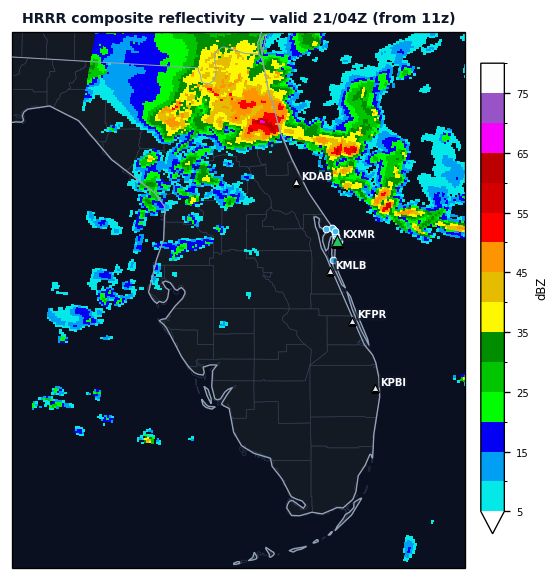 HRRR composite reflectivity — valid 21/04Z (from 11z)
KDAB
KXMR
KMLB
KFPR
KPBI
75
65
55
45
35
25
15
5
dBZ